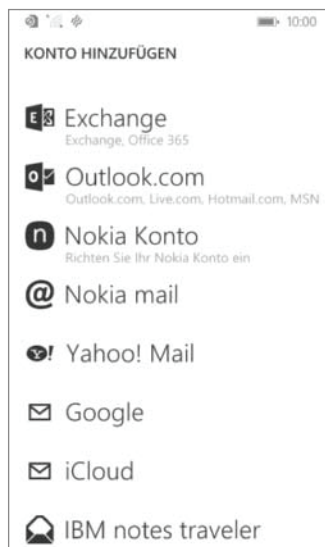 10:00
KONTO HINZUFÜGEN
Exchange
Exchange, Office 365
Outlook.com
Outlook.com, Live.com, Hotmail.com, MSN
n Nokia Konto
Richten Sie Ihr Nokia Konto ein
@ Nokia mail
Y! Yahoo! Mail
Google
iCloud
IBM notes traveler